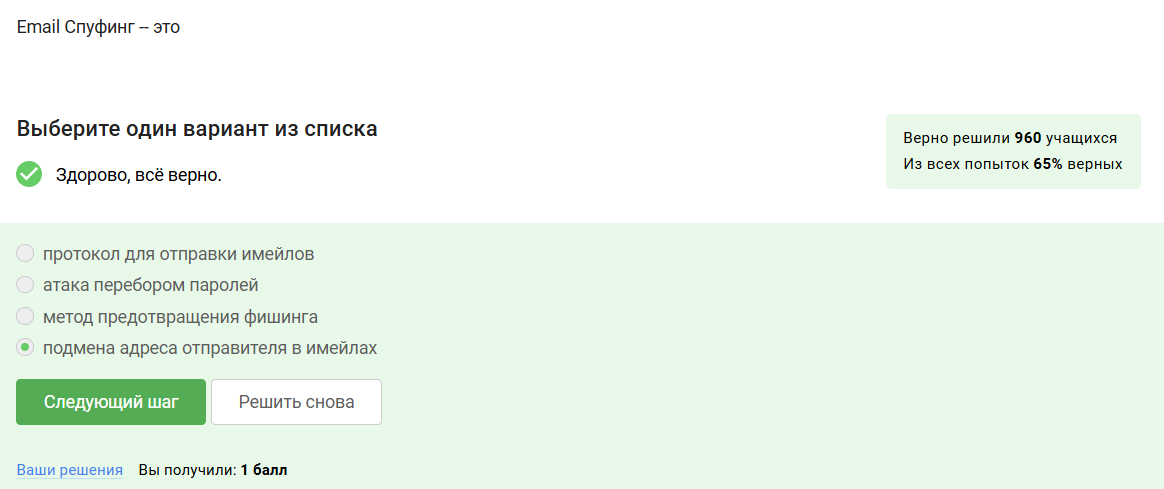 Email Спуфинг -- это
Выберите один вариант из списка
Здорово, всё верно.
Верно решили 960 учащихся
Из всех попыток 65% верных
протокол для отправки имейлов
атака перебором паролей
метод предотвращения фишинга
подмена адреса отправителя в имейлах
Следующий шаг
Решить снова
Ваши решения
Вы получили: 1 балл